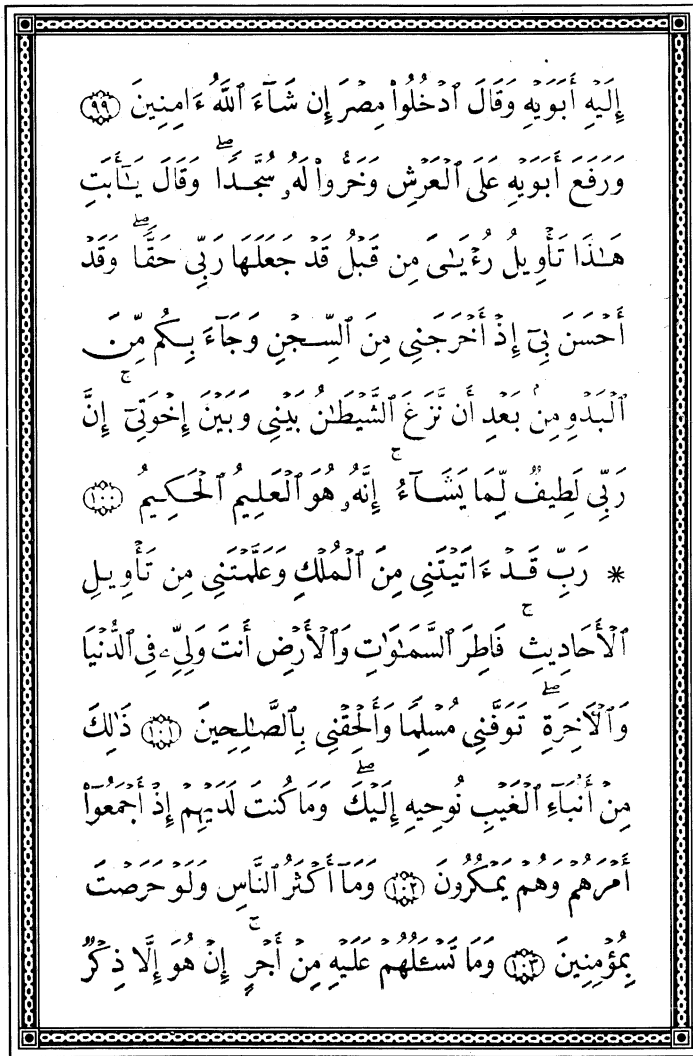 إِلَيْهِ أَبَوَيْهِ وَقَالَ ٱدْخُلُوا۟ مِصْرَ إِن شَآءَ ٱللَّهُ ءَامِنِينَ ﴿٩٩﴾
وَرَفَعَ أَبَوَيْهِ عَلَى ٱلْعَرْشِ وَخَرُّوا۟ لَهُۥ سُجَّدًۭا ۖ وَقَالَ يَـٰٓأَبَتِ
هَـٰذَا تَأْوِيلُ رُءْيَـٰىَ مِن قَبْلُ قَدْ جَعَلَهَا رَبِّى حَقًّۭا ۖ وَقَدْ
أَحْسَنَ بِىٓ إِذْ أَخْرَجَنِى مِنَ ٱلسِّجْنِ وَجَآءَ بِكُم مِّنَ
ٱلْبَدْوِ مِنۢ بَعْدِ أَن نَّزَغَ ٱلشَّيْطَـٰنُ بَيْنِى وَبَيْنَ إِخْوَتِىٓ ۚ إِنَّ
رَبِّى لَطِيفٌۭ لِّمَا يَشَآءُ ۚ إِنَّهُۥ هُوَ ٱلْعَلِيمُ ٱلْحَكِيمُ ﴿١٠٠﴾
* رَبِّ قَدْ ءَاتَيْتَنِى مِنَ ٱلْمُلْكِ وَعَلَّمْتَنِى مِن تَأْوِيلِ
ٱلْأَحَادِيثِ ۚ فَاطِرَ ٱلسَّمَـٰوَٰتِ وَٱلْأَرْضِ أَنتَ وَلِىِّۦ فِى ٱلدُّنْيَا
وَٱلْـَٔاخِرَةِ ۖ تَوَفَّنِى مُسْلِمًۭا وَأَلْحِقْنِى بِٱلصَّـٰلِحِينَ ﴿١٠١﴾ ذَٰلِكَ
مِنْ أَنۢبَآءِ ٱلْغَيْبِ نُوحِيهِ إِلَيْكَ ۖ وَمَا كُنتَ لَدَيْهِمْ إِذْ أَجْمَعُوٓا۟
أَمْرَهُمْ وَهُمْ يَمْكُرُونَ ﴿١٠٢﴾ وَمَآ أَكْثَرُ ٱلنَّاسِ وَلَوْ حَرَصْتَ
بِمُؤْمِنِينَ ﴿١٠٣﴾ وَمَا تَسْـَٔلُهُمْ عَلَيْهِ مِنْ أَجْرٍ ۚ إِنْ هُوَ إِلَّا ذِكْرٌۭ